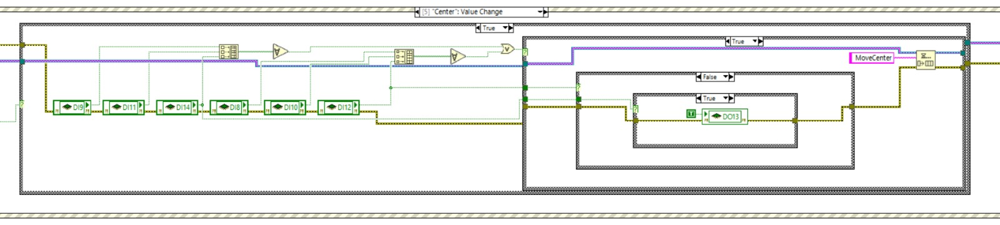 [5] "Center": Value Change
True
True
MoveCenter
False
True
DI9
DI11
DI14
DI8
DI10
DI12
T
DO13